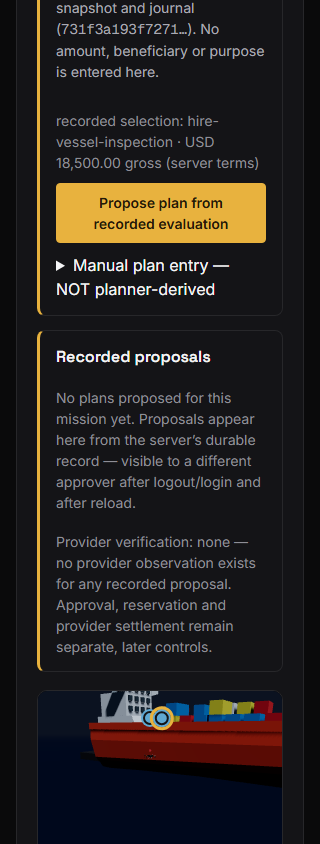 snapshot and journal
(731f3a193f7271…). No
amount, beneficiary or purpose
is entered here.
recorded selection: hire-
vessel-inspection · USD
18,500.00 gross (server terms)
Propose plan from
recorded evaluation
▶ Manual plan entry —
NOT planner-derived
Recorded proposals
No plans proposed for this
mission yet. Proposals appear
here from the server’s durable
record — visible to a different
approver after logout/login and
after reload.
Provider verification: none —
no provider observation exists
for any recorded proposal.
Approval, reservation and
provider settlement remain
separate, later controls.